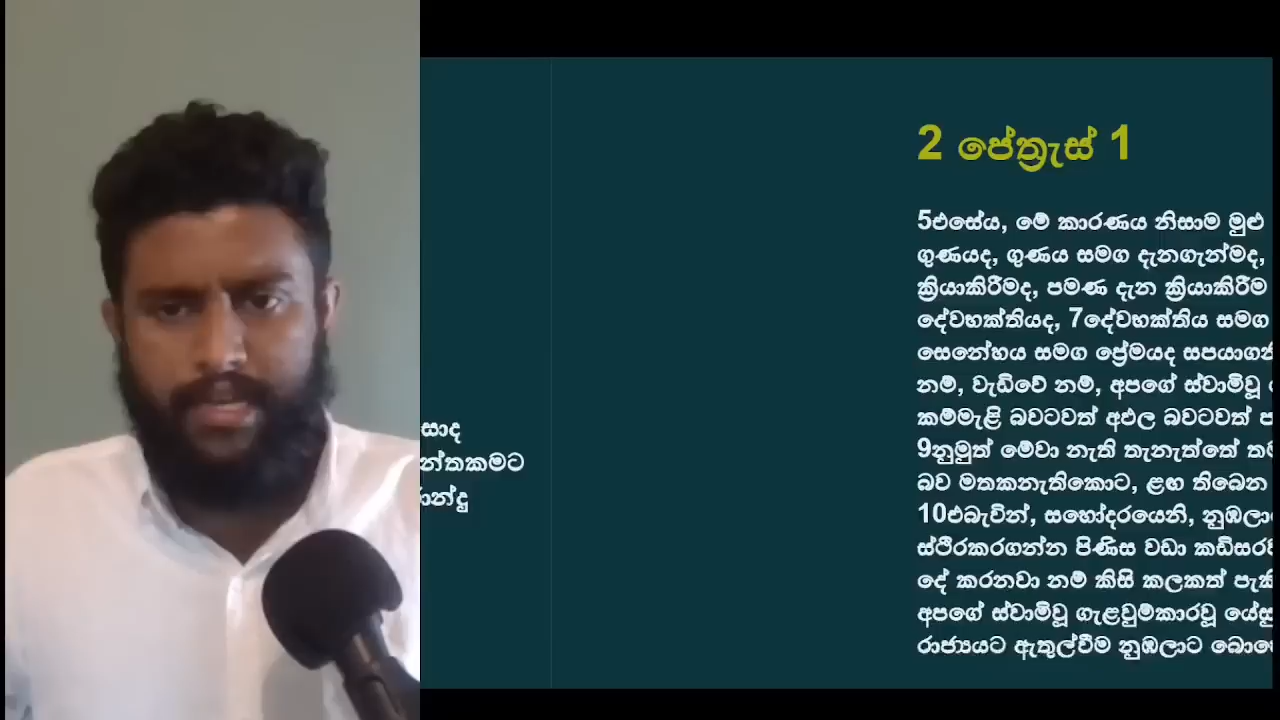 සාද
න්තකමට
න්දු
2 පේත්‍රැස් 1
5එසේය, මේ කාරණය නිසාම මුළු
ගුණයද, ගුණය සමග දැනගැන්මද,
ක්‍රියාකිරීමද, පමණ දැන ක්‍රියාකිරීම
දේවභක්තියද, 7දේවභක්තිය සමග
සෙනේහය සමග ප්‍රේමයද සපයාගන
නම්, වැඩිවේ නම්, අපගේ ස්වාමිවූ
කම්මැළි බවටවත් අඵල බවටවත් ප
9නුමුත් මේවා නැති තැනැත්තේ තම
බව මතකනැතිකොට, ළඟ තිබෙන
10එබැවින්, සහෝදරයෙනි, නුඹලා
ස්ථිරකරගන්න පිණිස වඩා කඩිසර
දේ කරනවා නම් කිසි කලකත් පැකි
අපගේ ස්වාමිවූ ගැළවුම්කාරවූ යේසු
රාජ්‍යයට ඇතුල්වීම නුඹලාට බොහෝ